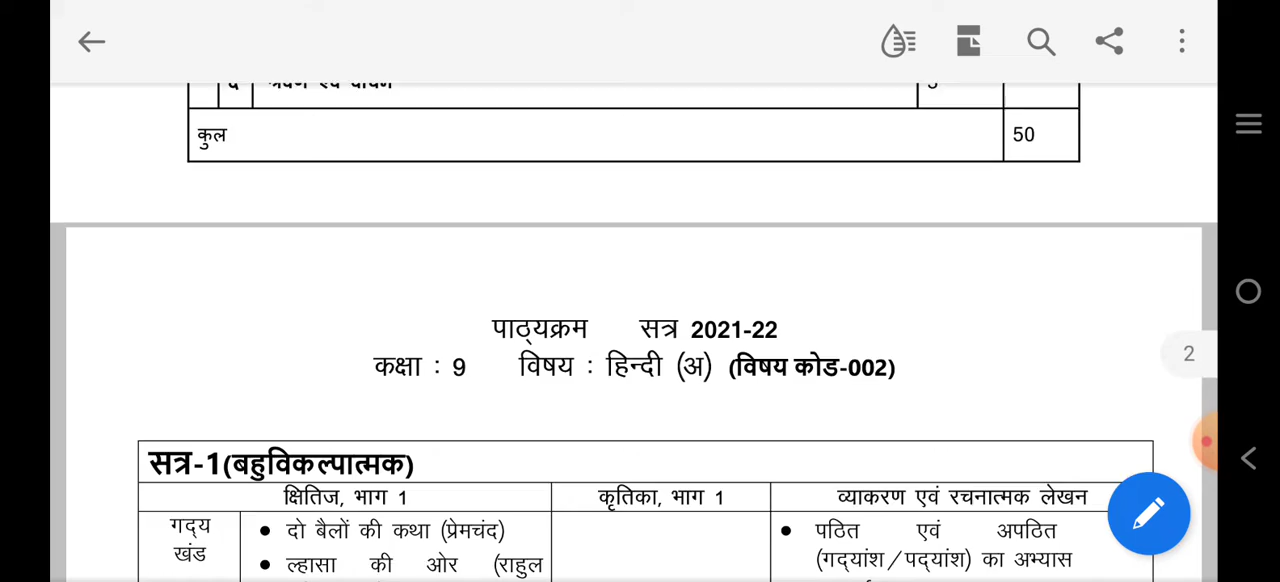 कुल 50
पाठ्यक्रम सत्र 2021-22
2
कक्षा : 9 विषय : हिन्दी (अ) (विषय कोड-002)
सत्र-1(बहुविकल्पात्मक)
क्षितिज, भाग 1 कृतिका, भाग 1 व्याकरण एवं रचनात्मक लेखन
गद्य खंड
• दो बैलों की कथा (प्रेमचंद)
• ल्हासा की ओर (राहुल
• पठित एवं अपठित
(गद्यांश/पद्यांश) का अभ्यास